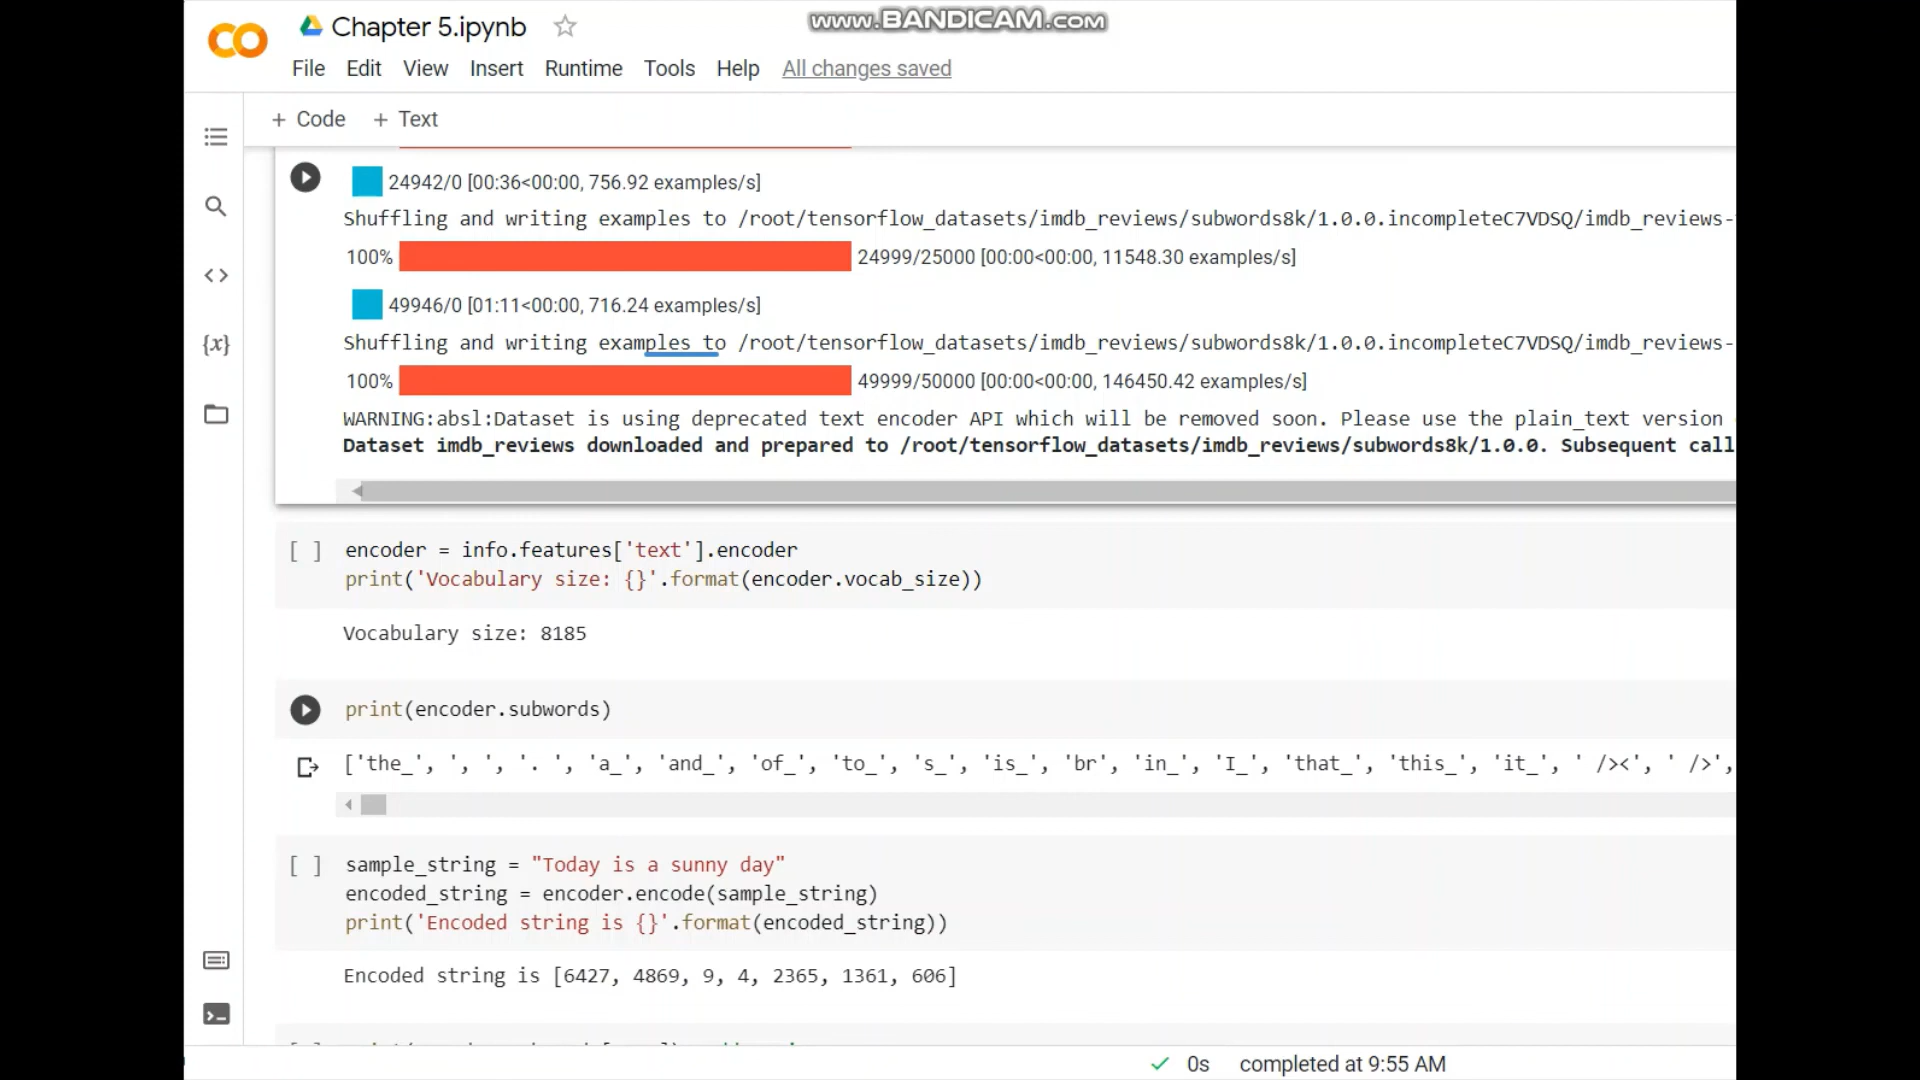 Chapter 5.ipynb
www.BANDICAM.com
File Edit View Insert Runtime Tools Help All changes saved
+ Code + Text
24942/0 [00:36<00:00, 756.92 examples/s]
Shuffling and writing examples to /root/tensorflow_datasets/imdb_reviews/subwords8k/1.0.0.incompleteC7VDSQ/imdb_reviews-
100% 24999/25000 [00:00<00:00, 11548.30 examples/s]
49946/0 [01:11<00:00, 716.24 examples/s]
Shuffling and writing examples to /root/tensorflow_datasets/imdb_reviews/subwords8k/1.0.0.incompleteC7VDSQ/imdb_reviews-
100% 49999/50000 [00:00<00:00, 146450.42 examples/s]
WARNING:absl:Dataset is using deprecated text encoder API which will be removed soon. Please use the plain_text version
Dataset imdb_reviews downloaded and prepared to /root/tensorflow_datasets/imdb_reviews/subwords8k/1.0.0. Subsequent call
[ ] encoder = info.features['text'].encoder
print('Vocabulary size: {}'.format(encoder.vocab_size))
Vocabulary size: 8185
print(encoder.subwords)
['the_', ', ', '. ', 'a_', 'and_', 'of_', 'to_', 's_', 'is_', 'br', 'in_', 'I_', 'that_', 'this_', 'it_', ' /><', ' />',
[ ] sample_string = "Today is a sunny day"
encoded_string = encoder.encode(sample_string)
print('Encoded string is {}'.format(encoded_string))
Encoded string is [6427, 4869, 9, 4, 2365, 1361, 606]
0s completed at 9:55 AM